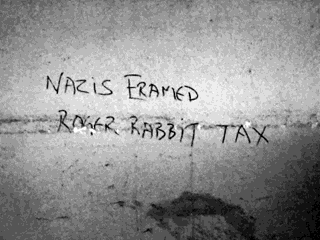 NAZIS FRAMED
ROGER RABBIT TAX